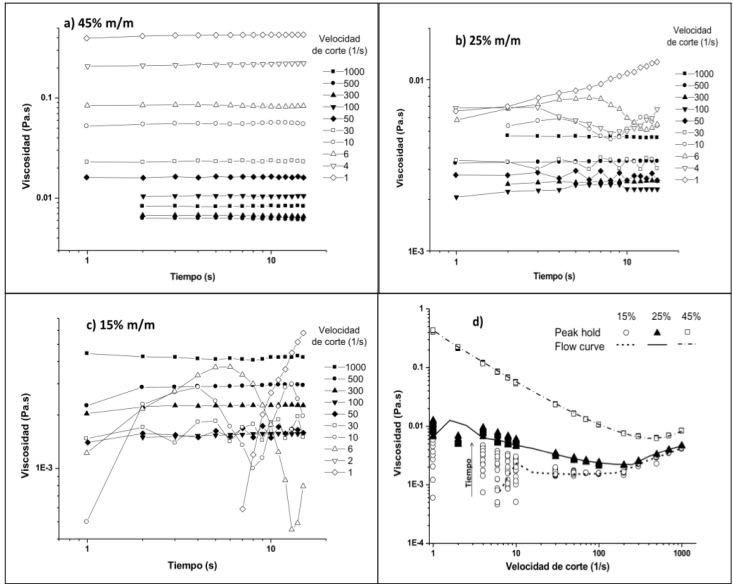 a) 45% m/m
Velocidad
de corte (1/s)
1000
500
300
100
50
30
10
6
4
1
0.1
0.01
Viscosidad (Pa.s)
1
10
Tiempo (s)
b) 25% m/m
Velocidad
de corte (1/s)
1000
500
300
100
50
30
10
6
4
1
0.01
1E-3
Viscosidad (Pa.s)
1
10
Tiempo (s)
c) 15% m/m
Velocidad
de corte (1/s)
1000
500
300
100
50
30
10
6
2
1
1E-3
Viscosidad (Pa.s)
1
10
Tiempo (s)
d)
15% 25% 45%
Peak hold
Flow curve
1
0.1
0.01
1E-3
1E-4
Viscosidad (Pa.s)
Tiempo
1
10
100
1000
Velocidad de corte (1/s)